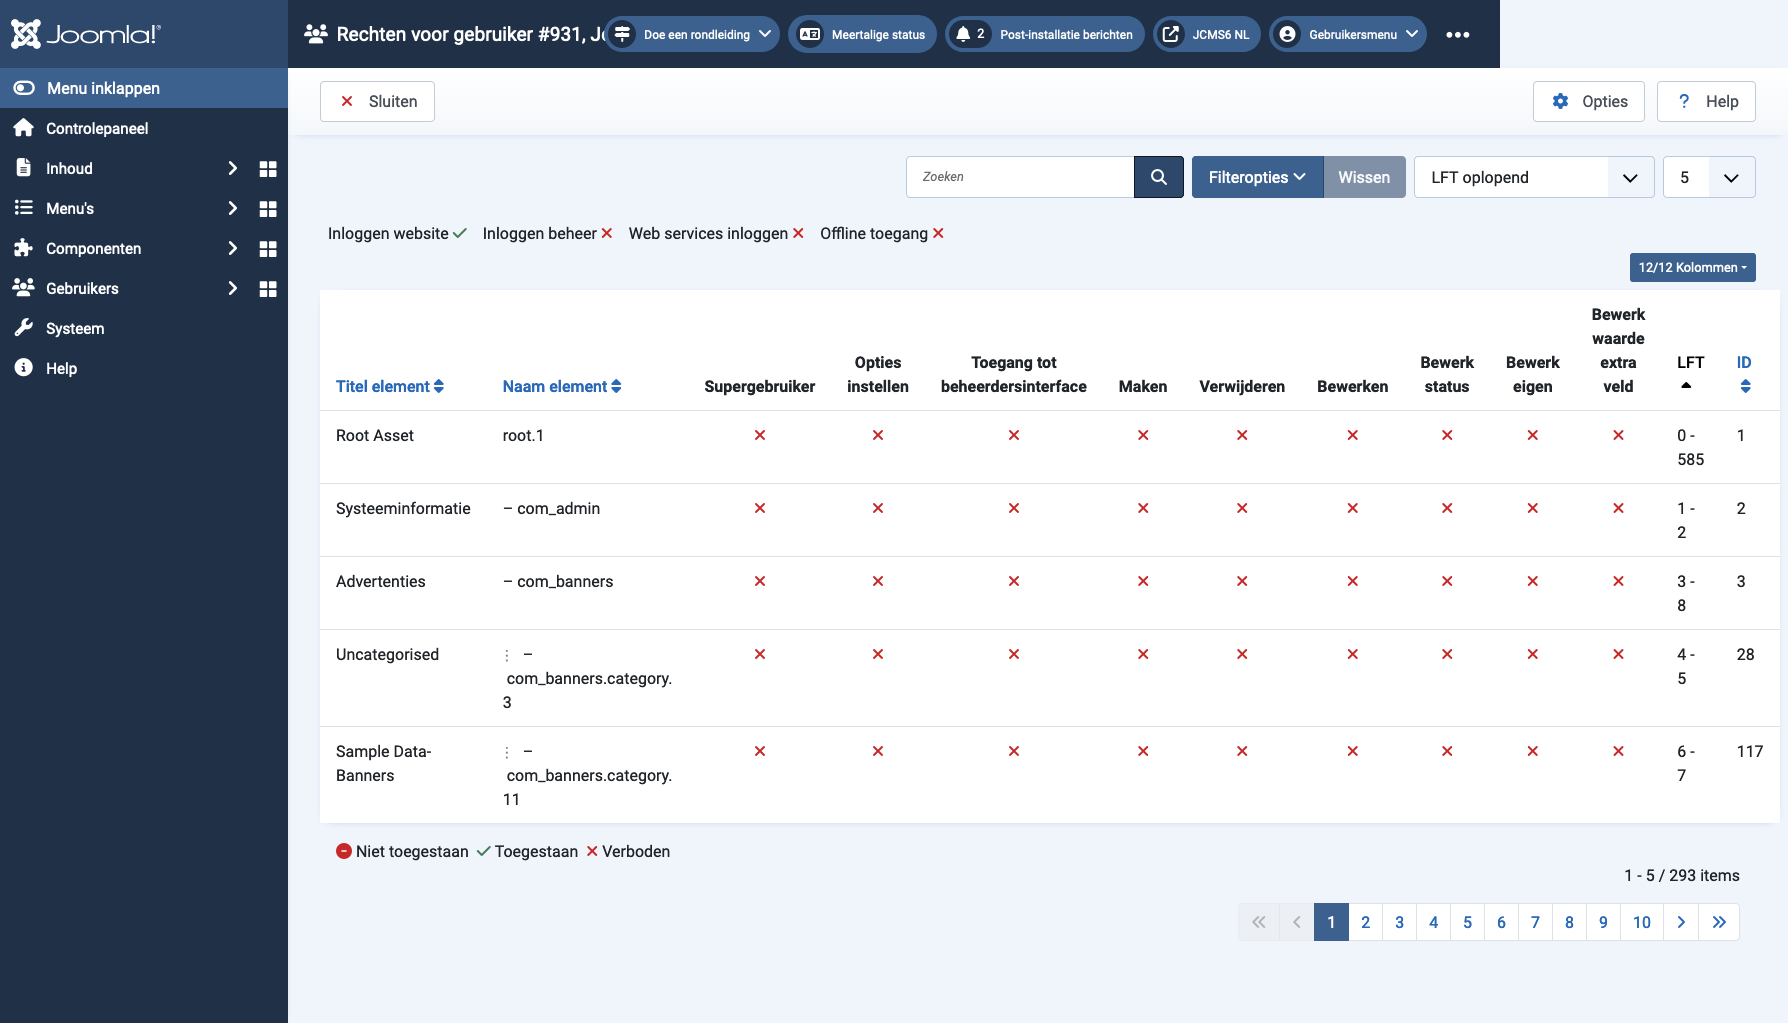 Joomla!
Rechten voor gebruiker #931, Jo
Doe een rondleiding
Meertalige status
2 Post-installatie berichten
JCMS6 NL
Gebruikersmenu
Menu inklappen
Controlepaneel
Inhoud
Menu's
Componenten
Gebruikers
Systeem
Help
Sluiten
Opties
? Help
Zoeken
Filteropties
Wissen
LFT oplopend
5
Inloggen website
Inloggen beheer
Web services inloggen
Offline toegang
12/12 Kolommen
Titel element
Naam element
Supergebruiker
Opties
instellen
Toegang tot
beheerdersinterface
Maken
Verwijderen
Bewerken
Bewerk
status
Bewerk
eigen
Bewerk
waarde
extra
veld
LFT
ID
Root Asset
root.1
0 -
585
1
Systeeminformatie
– com_admin
1 -
2
2
Advertenties
– com_banners
3 -
8
3
Uncategorised
⋮ –
com_banners.category.
3
4 -
5
28
Sample Data-
Banners
⋮ –
com_banners.category.
11
6 -
7
117
Niet toegestaan
Toegestaan
Verboden
1 - 5 / 293 items
1 2 3 4 5 6 7 8 9 10